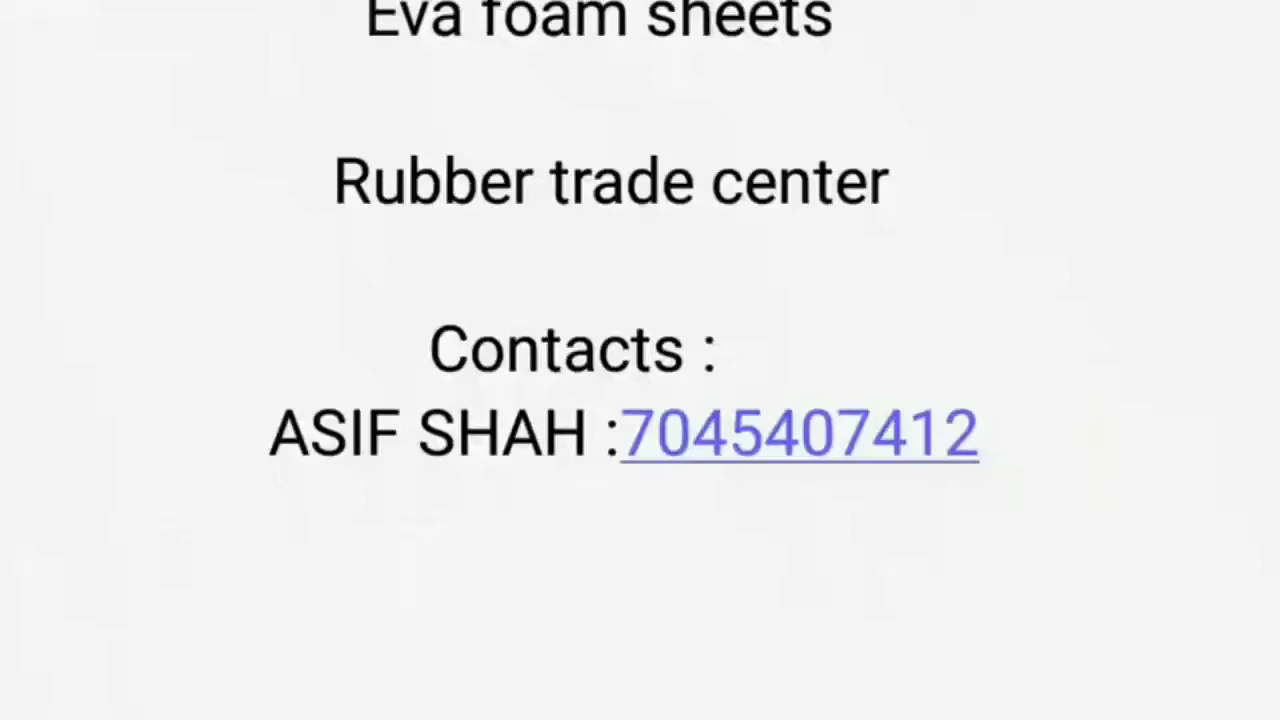 Eva foam sheets
Rubber trade center
Contacts :
ASIF SHAH :7045407412